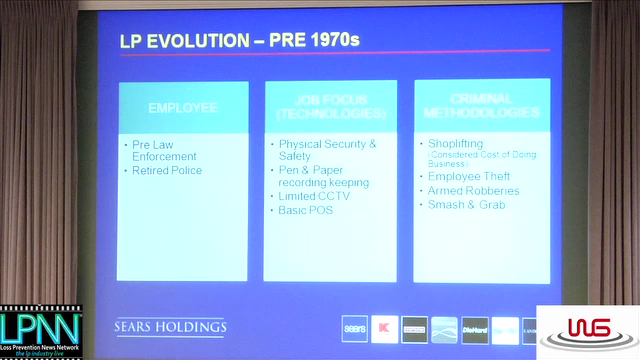 LP EVOLUTION – PRE 1970s
EMPLOYEE
• Pre Law
Enforcement
• Retired Police
JOB FOCUS
(TECHNOLOGIES)
• Physical Security &
Safety
• Pen & Paper
recording keeping
• Limited CCTV
• Basic POS
CRIMINAL
METHODOLOGIES
• Shoplifting
(Considered Cost of Doing
Business)
• Employee Theft
• Armed Robberies
• Smash & Grab
SEARS HOLDINGS
sears
K
DieHard
LPNN
Loss Prevention News Network
the lp industry live
WG